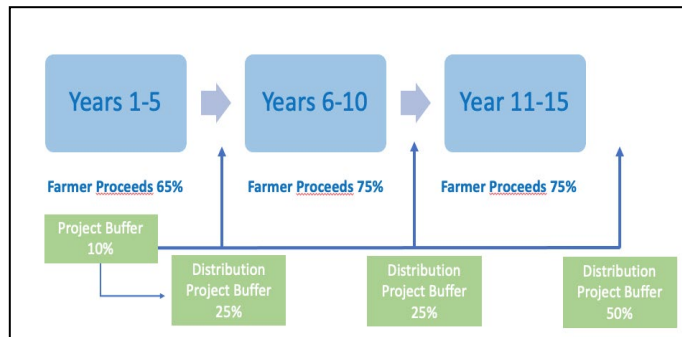 Years 1-5
Years 6-10
Year 11-15
Farmer Proceeds 65%
Farmer Proceeds 75%
Farmer Proceeds 75%
Project Buffer
10%
Distribution
Project Buffer
25%
Distribution
Project Buffer
25%
Distribution
Project Buffer
50%